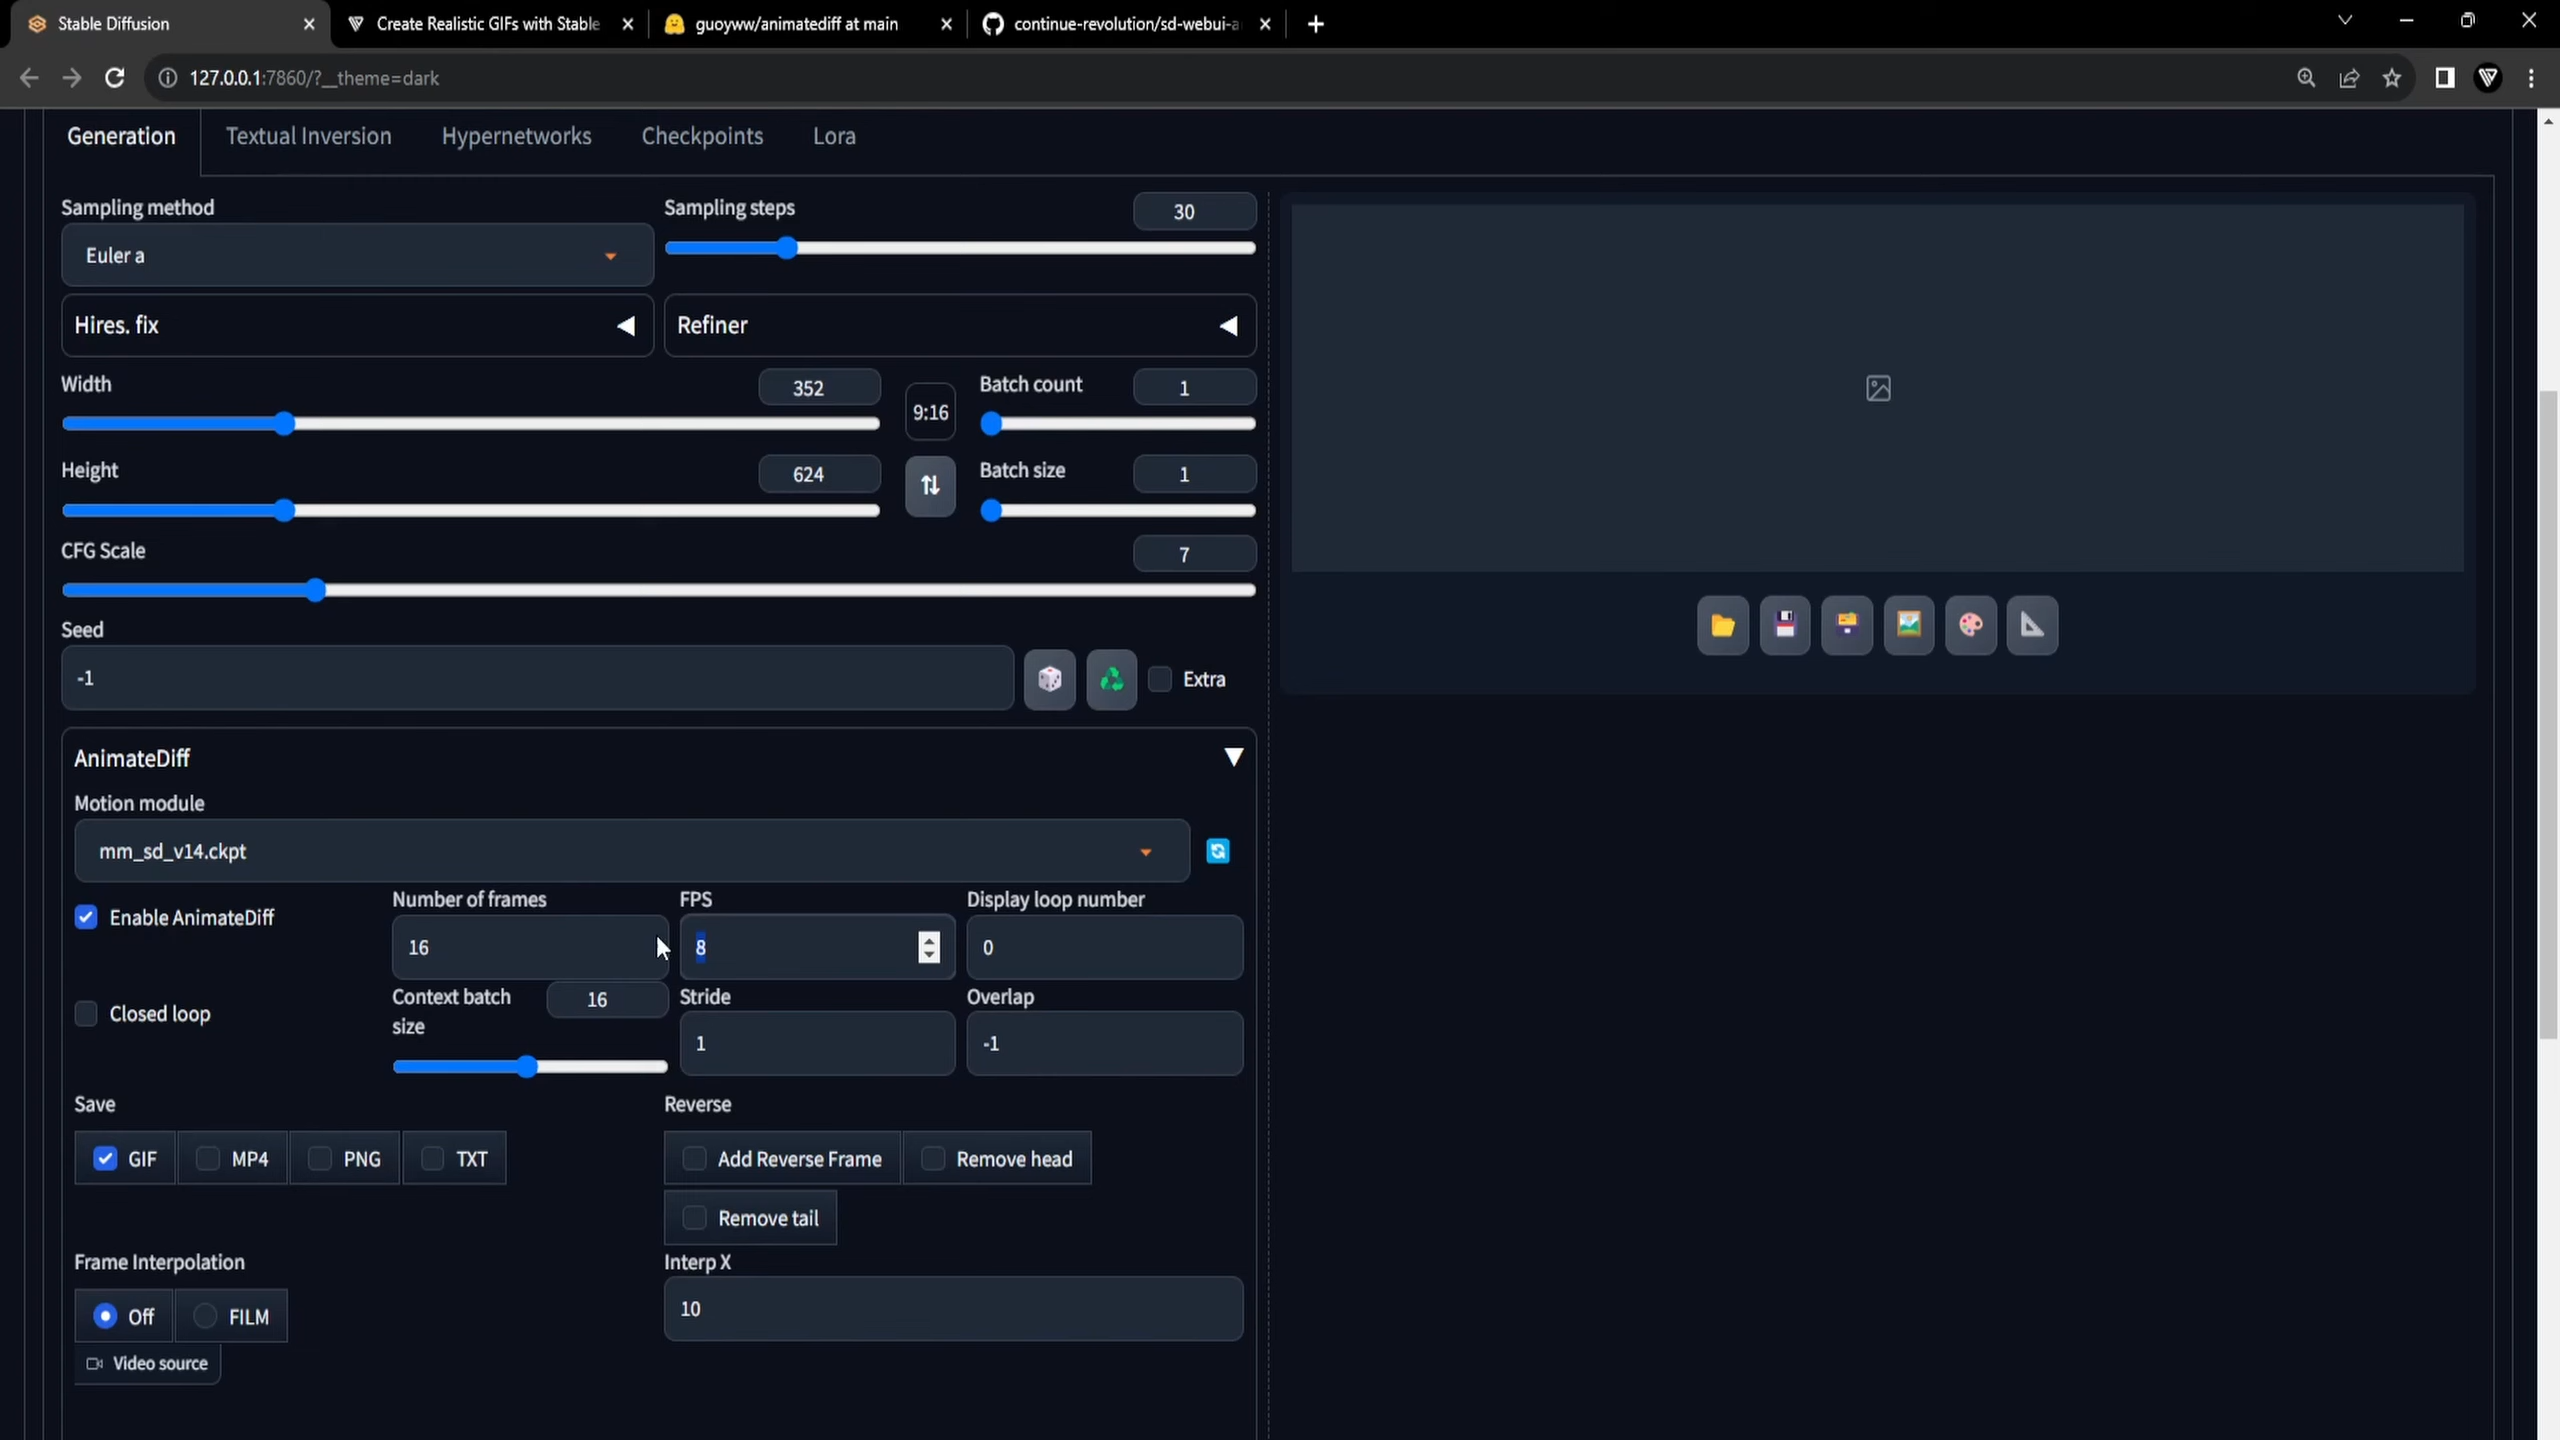 Stable Diffusion
Create Realistic GIFs with Stable
guoyww/animatediff at main
continue-revolution/sd-webui-a
127.0.0.1:7860/?__theme=dark
Generation Textual Inversion Hypernetworks Checkpoints Lora
Sampling method
Euler a
Sampling steps
30
Hires. fix
Refiner
Width
352
9:16
Batch count
1
Height
624
Batch size
1
CFG Scale
7
Seed
-1
Extra
AnimateDiff
Motion module
mm_sd_v14.ckpt
Enable AnimateDiff
Number of frames
16
FPS
8
Display loop number
0
Closed loop
Context batch
size
16
Stride
1
Overlap
-1
Save
GIF MP4 PNG TXT
Reverse
Add Reverse Frame Remove head
Remove tail
Frame Interpolation
Off FILM
Interp X
10
Video source